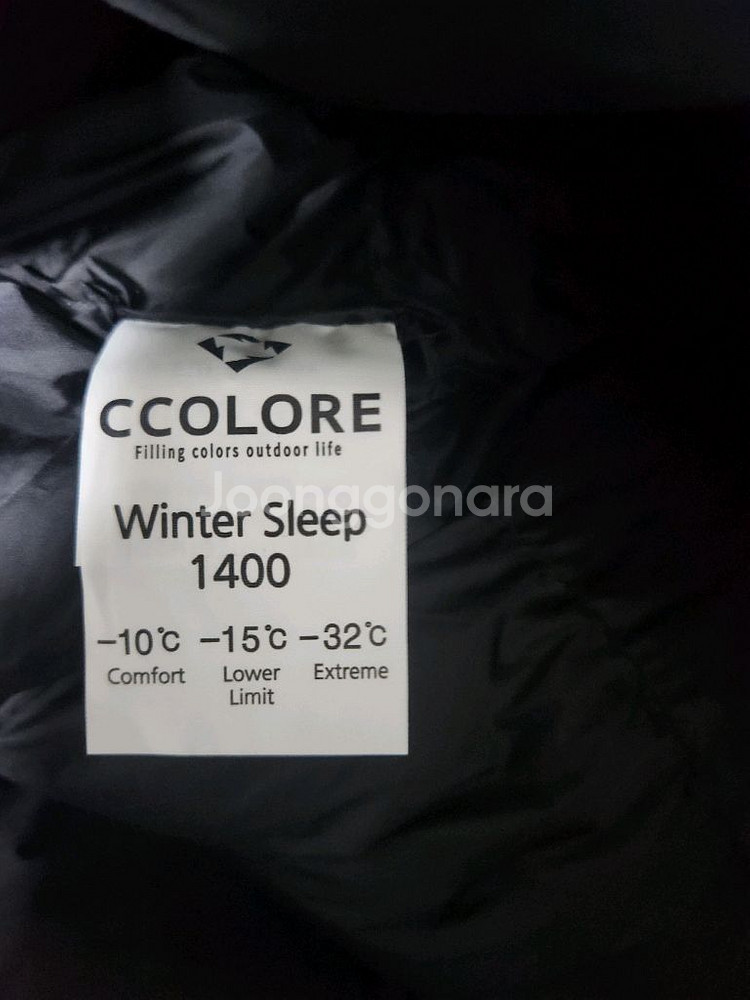 CCOLORE
Filling colors outdoor life
Joonggonara
Winter Sleep
1400
-10℃ -15℃ -32℃
Comfort Lower Limit Extreme